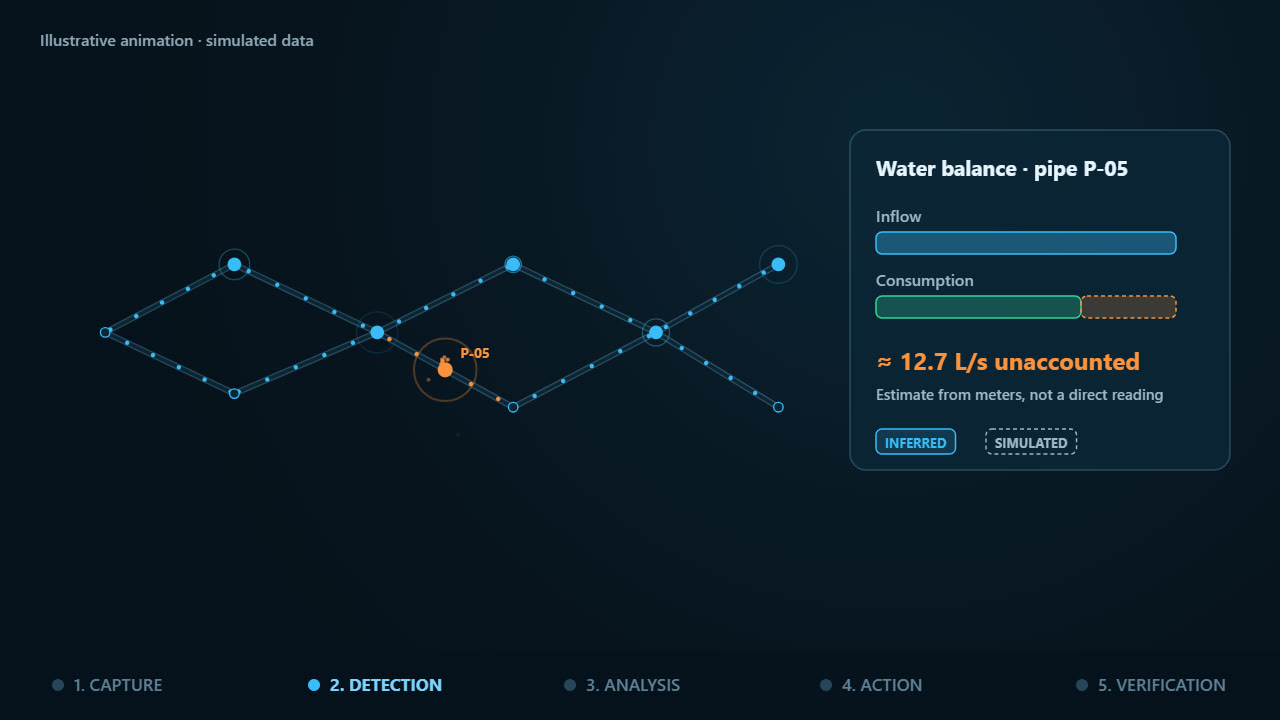 Illustrative animation · simulated data
P-05
Water balance · pipe P-05
Inflow
Consumption
≈ 12.7 L/s unaccounted
Estimate from meters, not a direct reading
INFERRED
SIMULATED
1. CAPTURE
2. DETECTION
3. ANALYSIS
4. ACTION
5. VERIFICATION